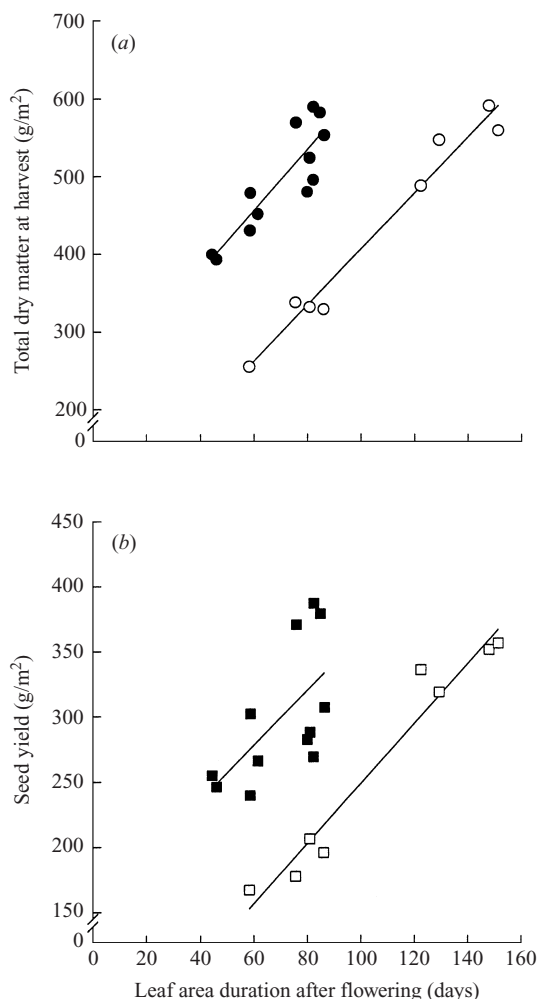 700
(a)
600
500
400
300
200
0
Total dry matter at harvest (g/m²)
450
(b)
400
350
300
250
200
150
0
Seed yield (g/m²)
0 20 40 60 80 100 120 140 160
Leaf area duration after flowering (days)